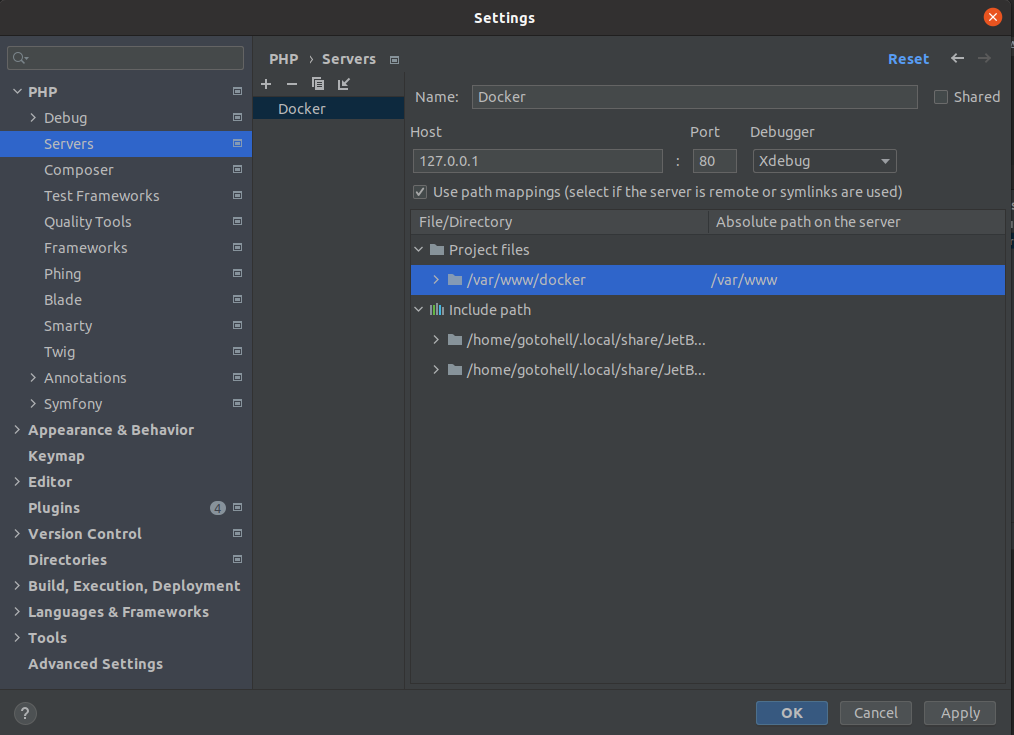 Settings
PHP › Servers
Reset
PHP
Debug
Servers
Composer
Test Frameworks
Quality Tools
Frameworks
Phing
Blade
Smarty
Twig
Annotations
Symfony
Appearance & Behavior
Keymap
Editor
Plugins 4
Version Control
Directories
Build, Execution, Deployment
Languages & Frameworks
Tools
Advanced Settings
Docker
Name: Docker Shared
Host Port Debugger
127.0.0.1 : 80 Xdebug
Use path mappings (select if the server is remote or symlinks are used)
File/Directory Absolute path on the server
Project files
/var/www/docker /var/www
Include path
/home/gotohell/.local/share/JetB...
/home/gotohell/.local/share/JetB...
? OK Cancel Apply